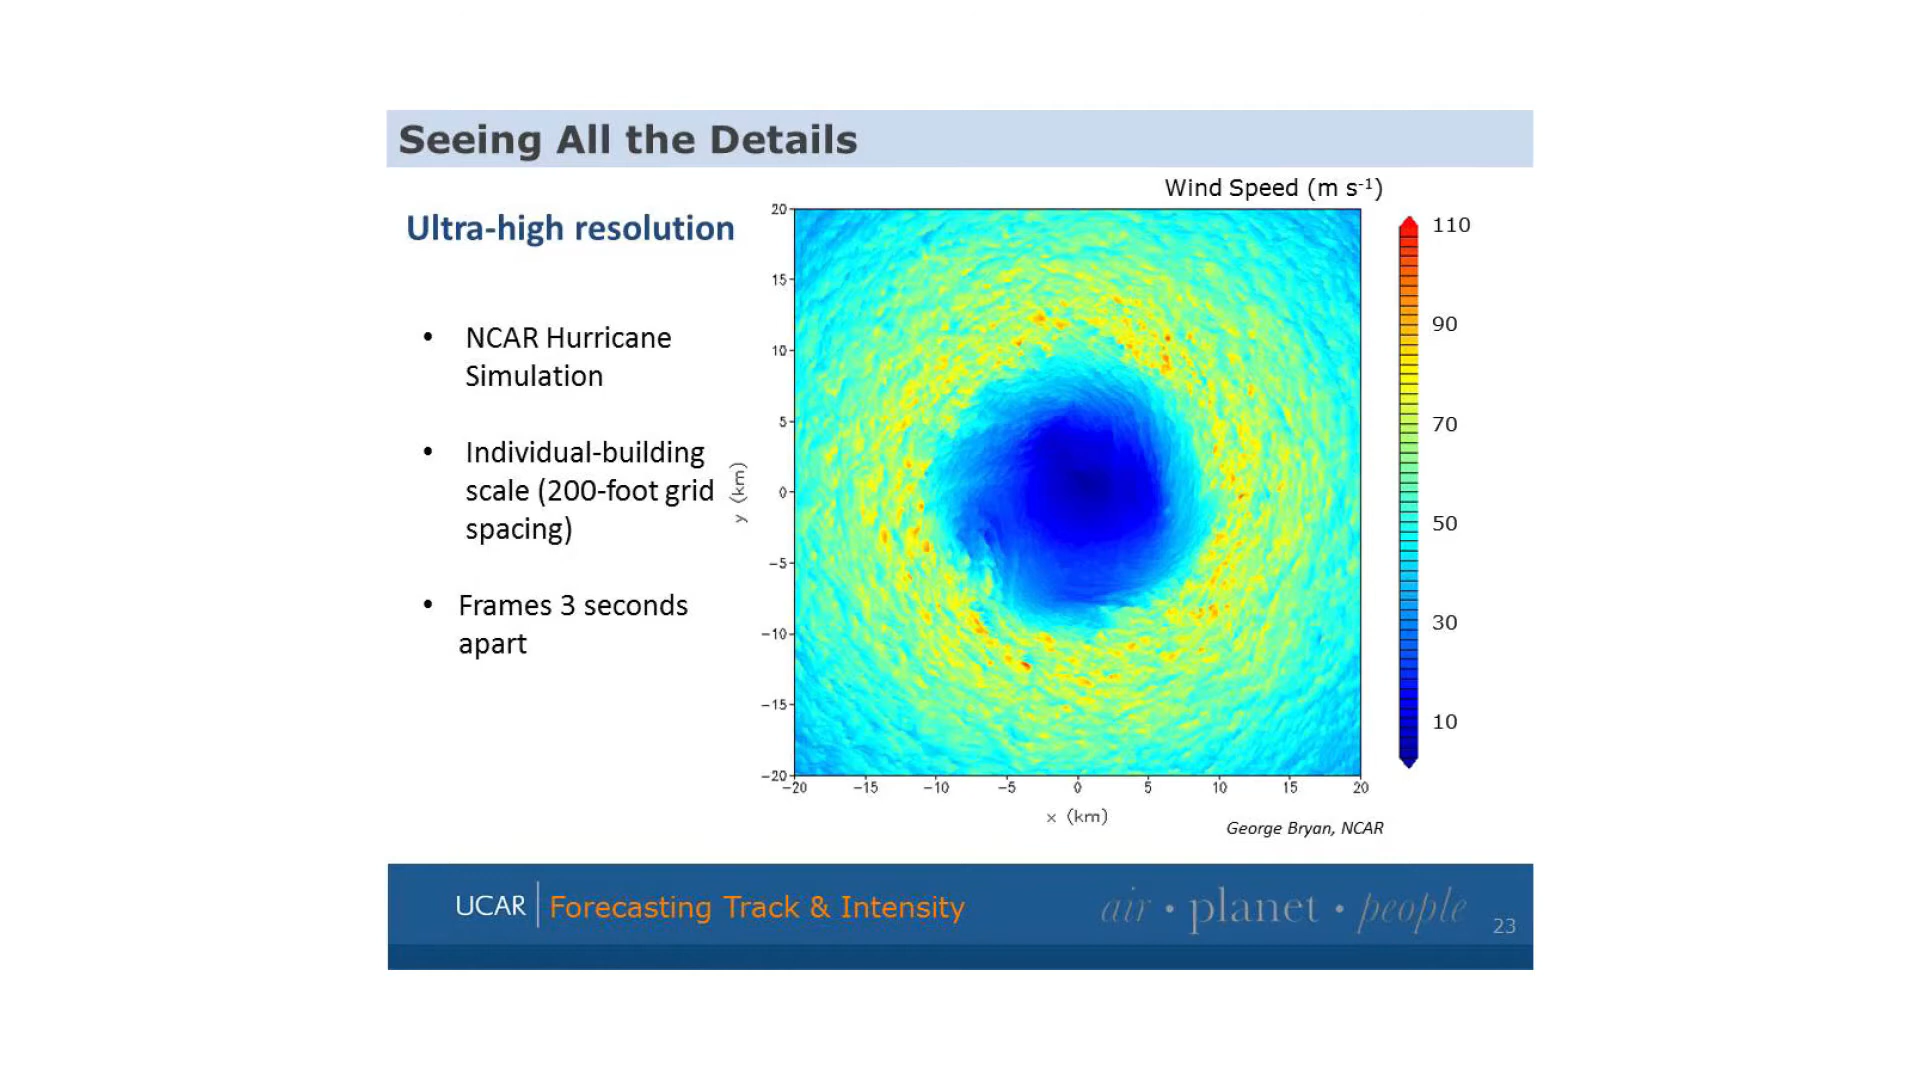 Seeing All the Details
Ultra-high resolution
• NCAR Hurricane
Simulation
• Individual-building
scale (200-foot grid
spacing)
• Frames 3 seconds
apart
Wind Speed (m s-1)
20
15
10
5
0
−5
−10
−15
−20
y (km)
−20 −15 −10 −5 0 5 10 15 20
x (km)
110
90
70
50
30
10
George Bryan, NCAR
UCAR | Forecasting Track & Intensity
air • planet • people
23